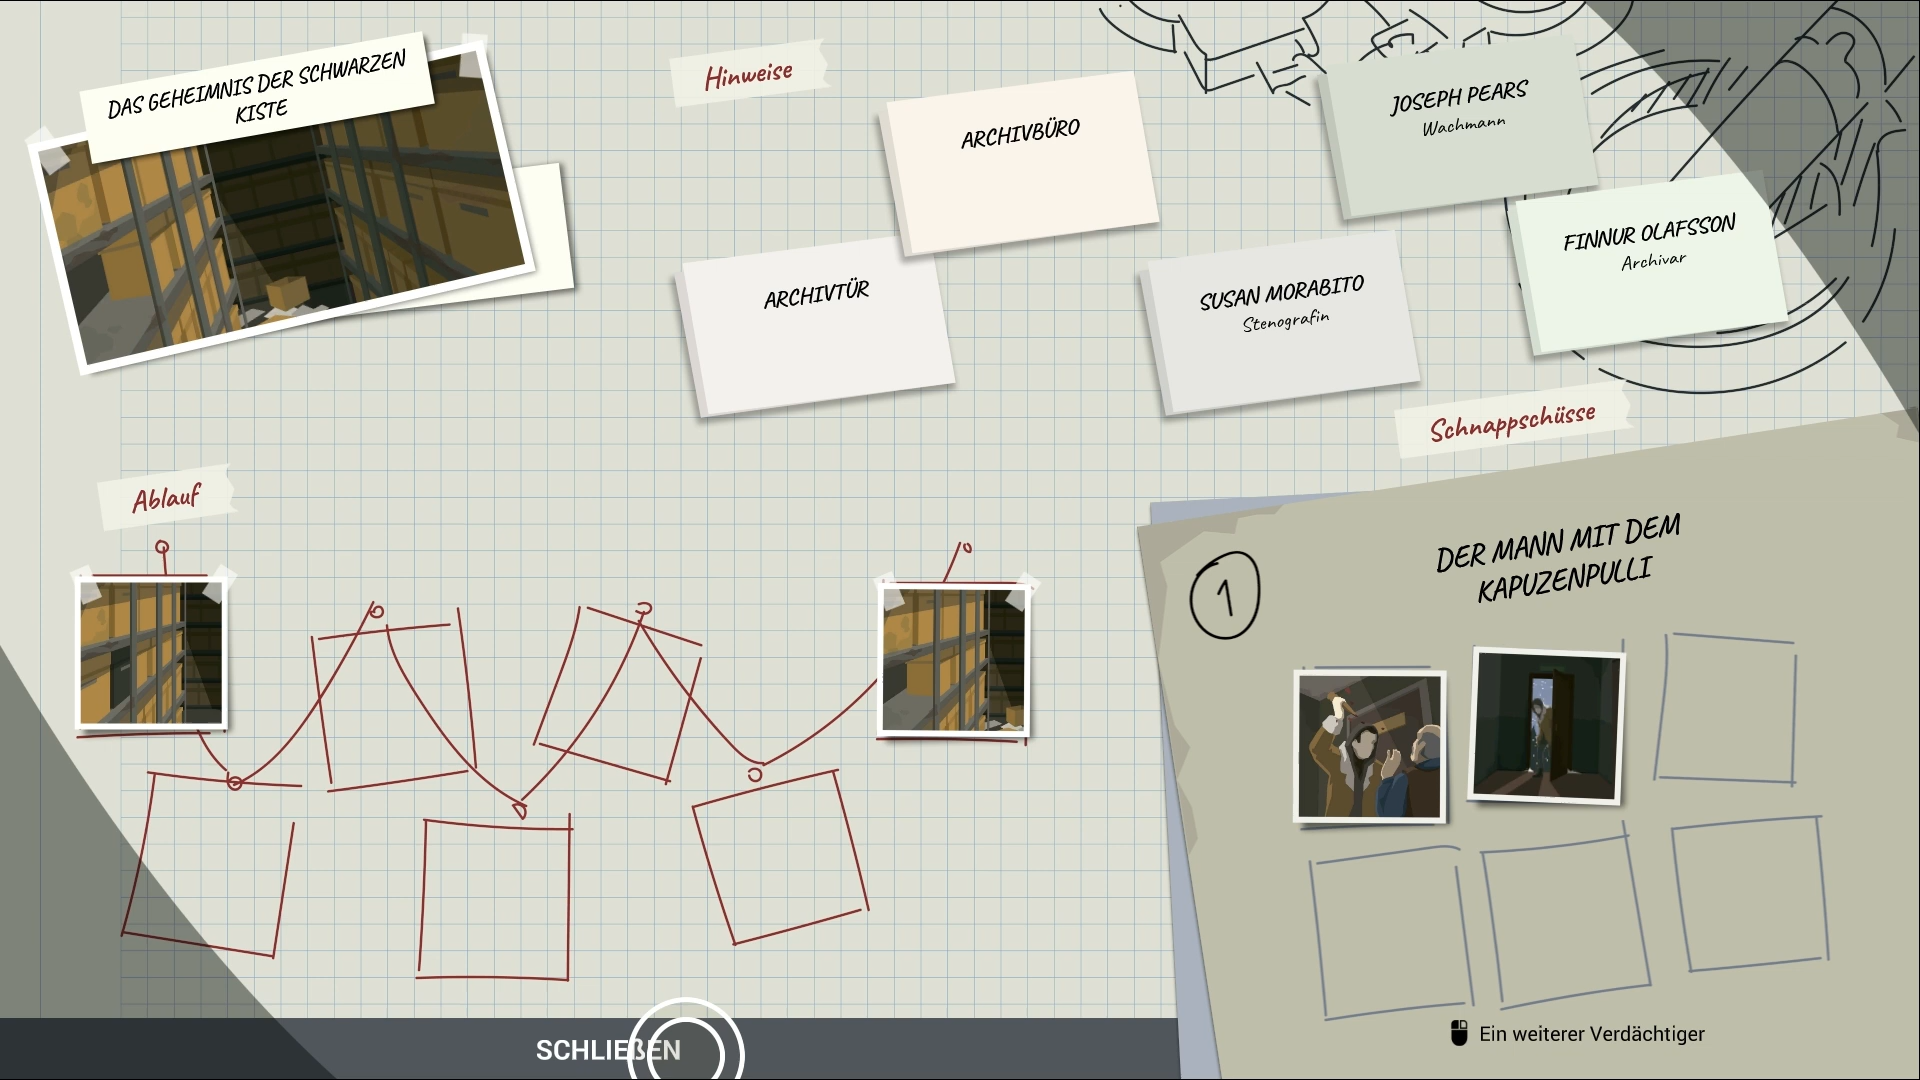 DAS GEHEIMNIS DER SCHWARZEN
KISTE
Hinweise
ARCHIVBÜRO
JOSEPH PEARS
Wachmann
ARCHIVTÜR
SUSAN MORABITO
Stenografin
FINNUR OLAFSSON
Archivar
Schnappschüsse
Ablauf
1
DER MANN MIT DEM
KAPUZENPULLI
Ein weiterer Verdächtiger
SCHLIEßEN